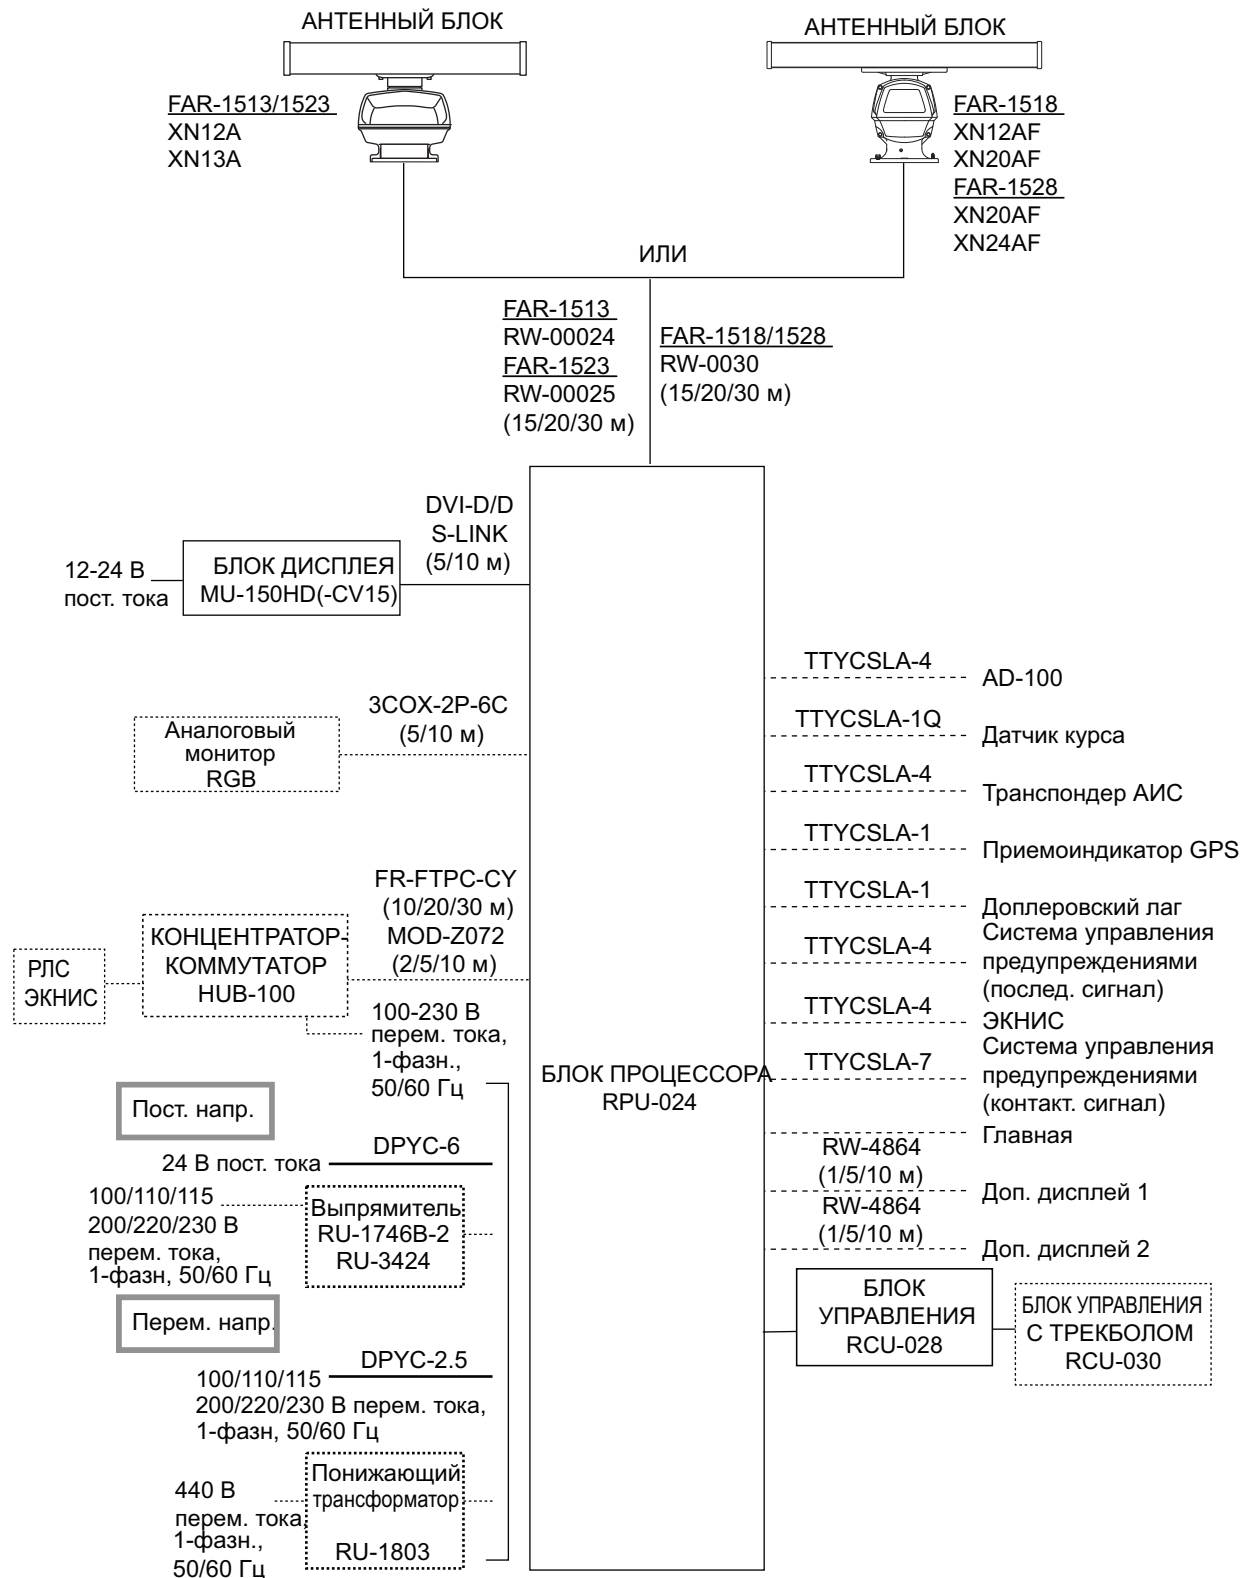 АНТЕННЫЙ БЛОК
АНТЕННЫЙ БЛОК
FAR-1513/1523
XN12A
XN13A
FAR-1518
XN12AF
XN20AF
FAR-1528
XN20AF
XN24AF
ИЛИ
FAR-1513
RW-00024
FAR-1523
RW-00025
(15/20/30 м)
FAR-1518/1528
RW-0030
(15/20/30 м)
DVI-D/D
S-LINK
(5/10 м)
12-24 В
пост. тока
БЛОК ДИСПЛЕЯ
MU-150HD(-CV15)
3COX-2P-6C
(5/10 м)
Аналоговый
монитор
RGB
FR-FTPC-CY
(10/20/30 м)
MOD-Z072
(2/5/10 м)
РЛС
ЭКНИС
КОНЦЕНТРАТОР-
КОММУТАТОР
HUB-100
100-230 В
перем. тока,
1-фазн.,
50/60 Гц
Пост. напр.
24 В пост. тока
DPYC-6
100/110/115
200/220/230 В
перем. тока,
1-фазн, 50/60 Гц
Выпрямитель
RU-1746B-2
RU-3424
Перем. напр.
DPYC-2.5
100/110/115
200/220/230 В перем. тока,
1-фазн, 50/60 Гц
440 В
перем. тока,
1-фазн.,
50/60 Гц
Понижающий
трансформатор
RU-1803
БЛОК ПРОЦЕССОРА
RPU-024
TTYCSLA-4
AD-100
TTYCSLA-1Q
Датчик курса
TTYCSLA-4
Транспондер АИС
TTYCSLA-1
Приемоиндикатор GPS
TTYCSLA-1
Доплеровский лаг
TTYCSLA-4
Система управления
предупреждениями
(послед. сигнал)
TTYCSLA-4
ЭКНИС
TTYCSLA-7
Система управления
предупреждениями
(контакт. сигнал)
Главная
RW-4864
(1/5/10 м)
Доп. дисплей 1
RW-4864
(1/5/10 м)
Доп. дисплей 2
БЛОК
УПРАВЛЕНИЯ
RCU-028
БЛОК УПРАВЛЕНИЯ
С ТРЕКБОЛОМ
RCU-030